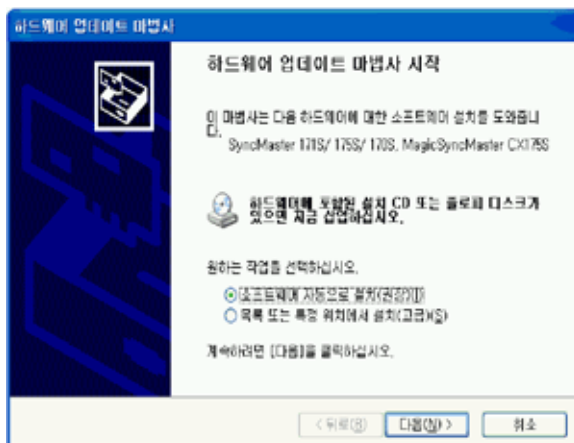 하드웨어 업데이트 마법사
하드웨어 업데이트 마법사 시작
이 마법사는 다음 하드웨어에 대한 소프트웨어 설치를 도와줍니
다.
SyncMaster 171S/ 175S/ 170S, MagicSyncMaster CX175S
하드웨어에 포함된 설치 CD 또는 플로피 디스크가
있으면 지금 삽입하십시오.
원하는 작업을 선택하십시오.
소프트웨어 자동으로 설치(권장)(I)
목록 또는 특정 위치에서 설치(고급)(S)
계속하려면 [다음]을 클릭하십시오.
< 뒤로(B) 다음(N) > 취소